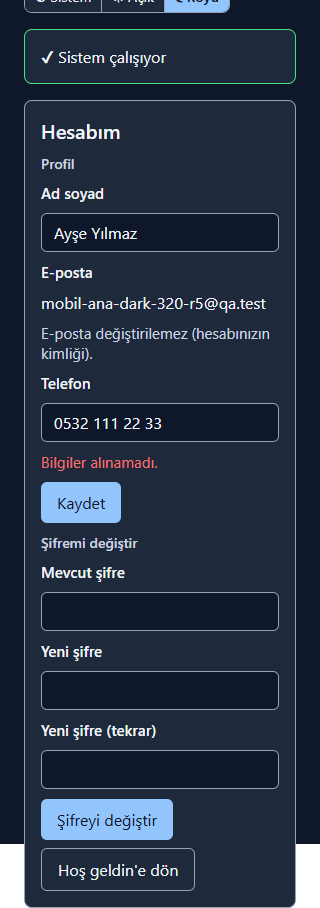 Sistem Açık Koyu
✓ Sistem çalışıyor
Hesabım
Profil
Ad soyad
Ayşe Yılmaz
E-posta
mobil-ana-dark-320-r5@qa.test
E-posta değiştirilemez (hesabınızın
kimliği).
Telefon
0532 111 22 33
Bilgiler alınamadı.
Kaydet
Şifremi değiştir
Mevcut şifre
Yeni şifre
Yeni şifre (tekrar)
Şifreyi değiştir
Hoş geldin'e dön